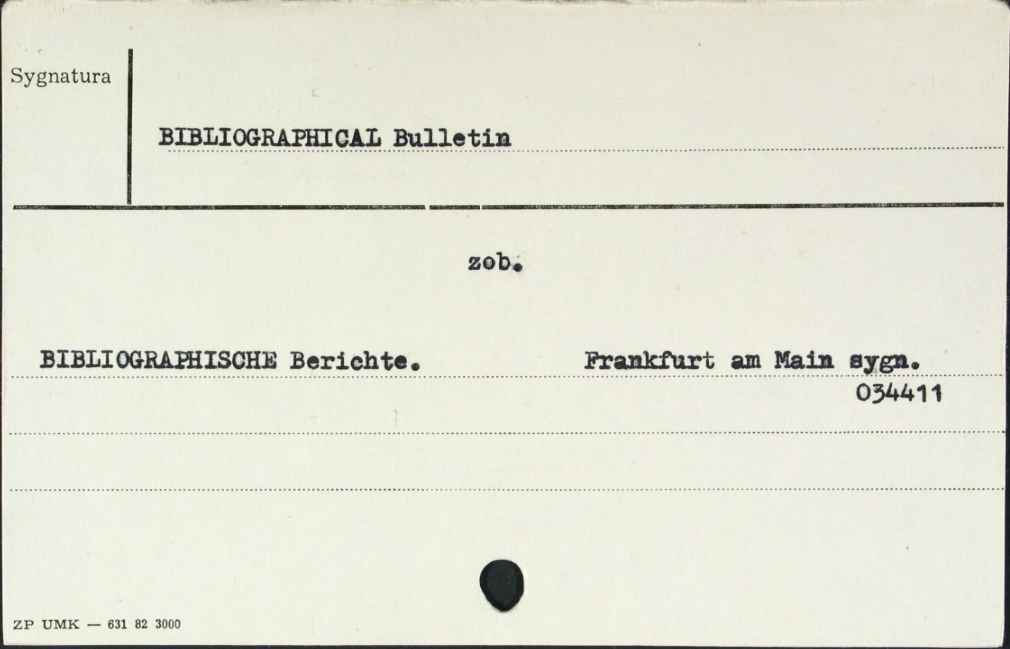 Sygnatura
BIBLIOGRAPHICAL Bulletin
zob.
BIBLIOGRAPHISCHE Berichte. Frankfurt am Main sygn.
034411
ZP UMK — 631 82 3000